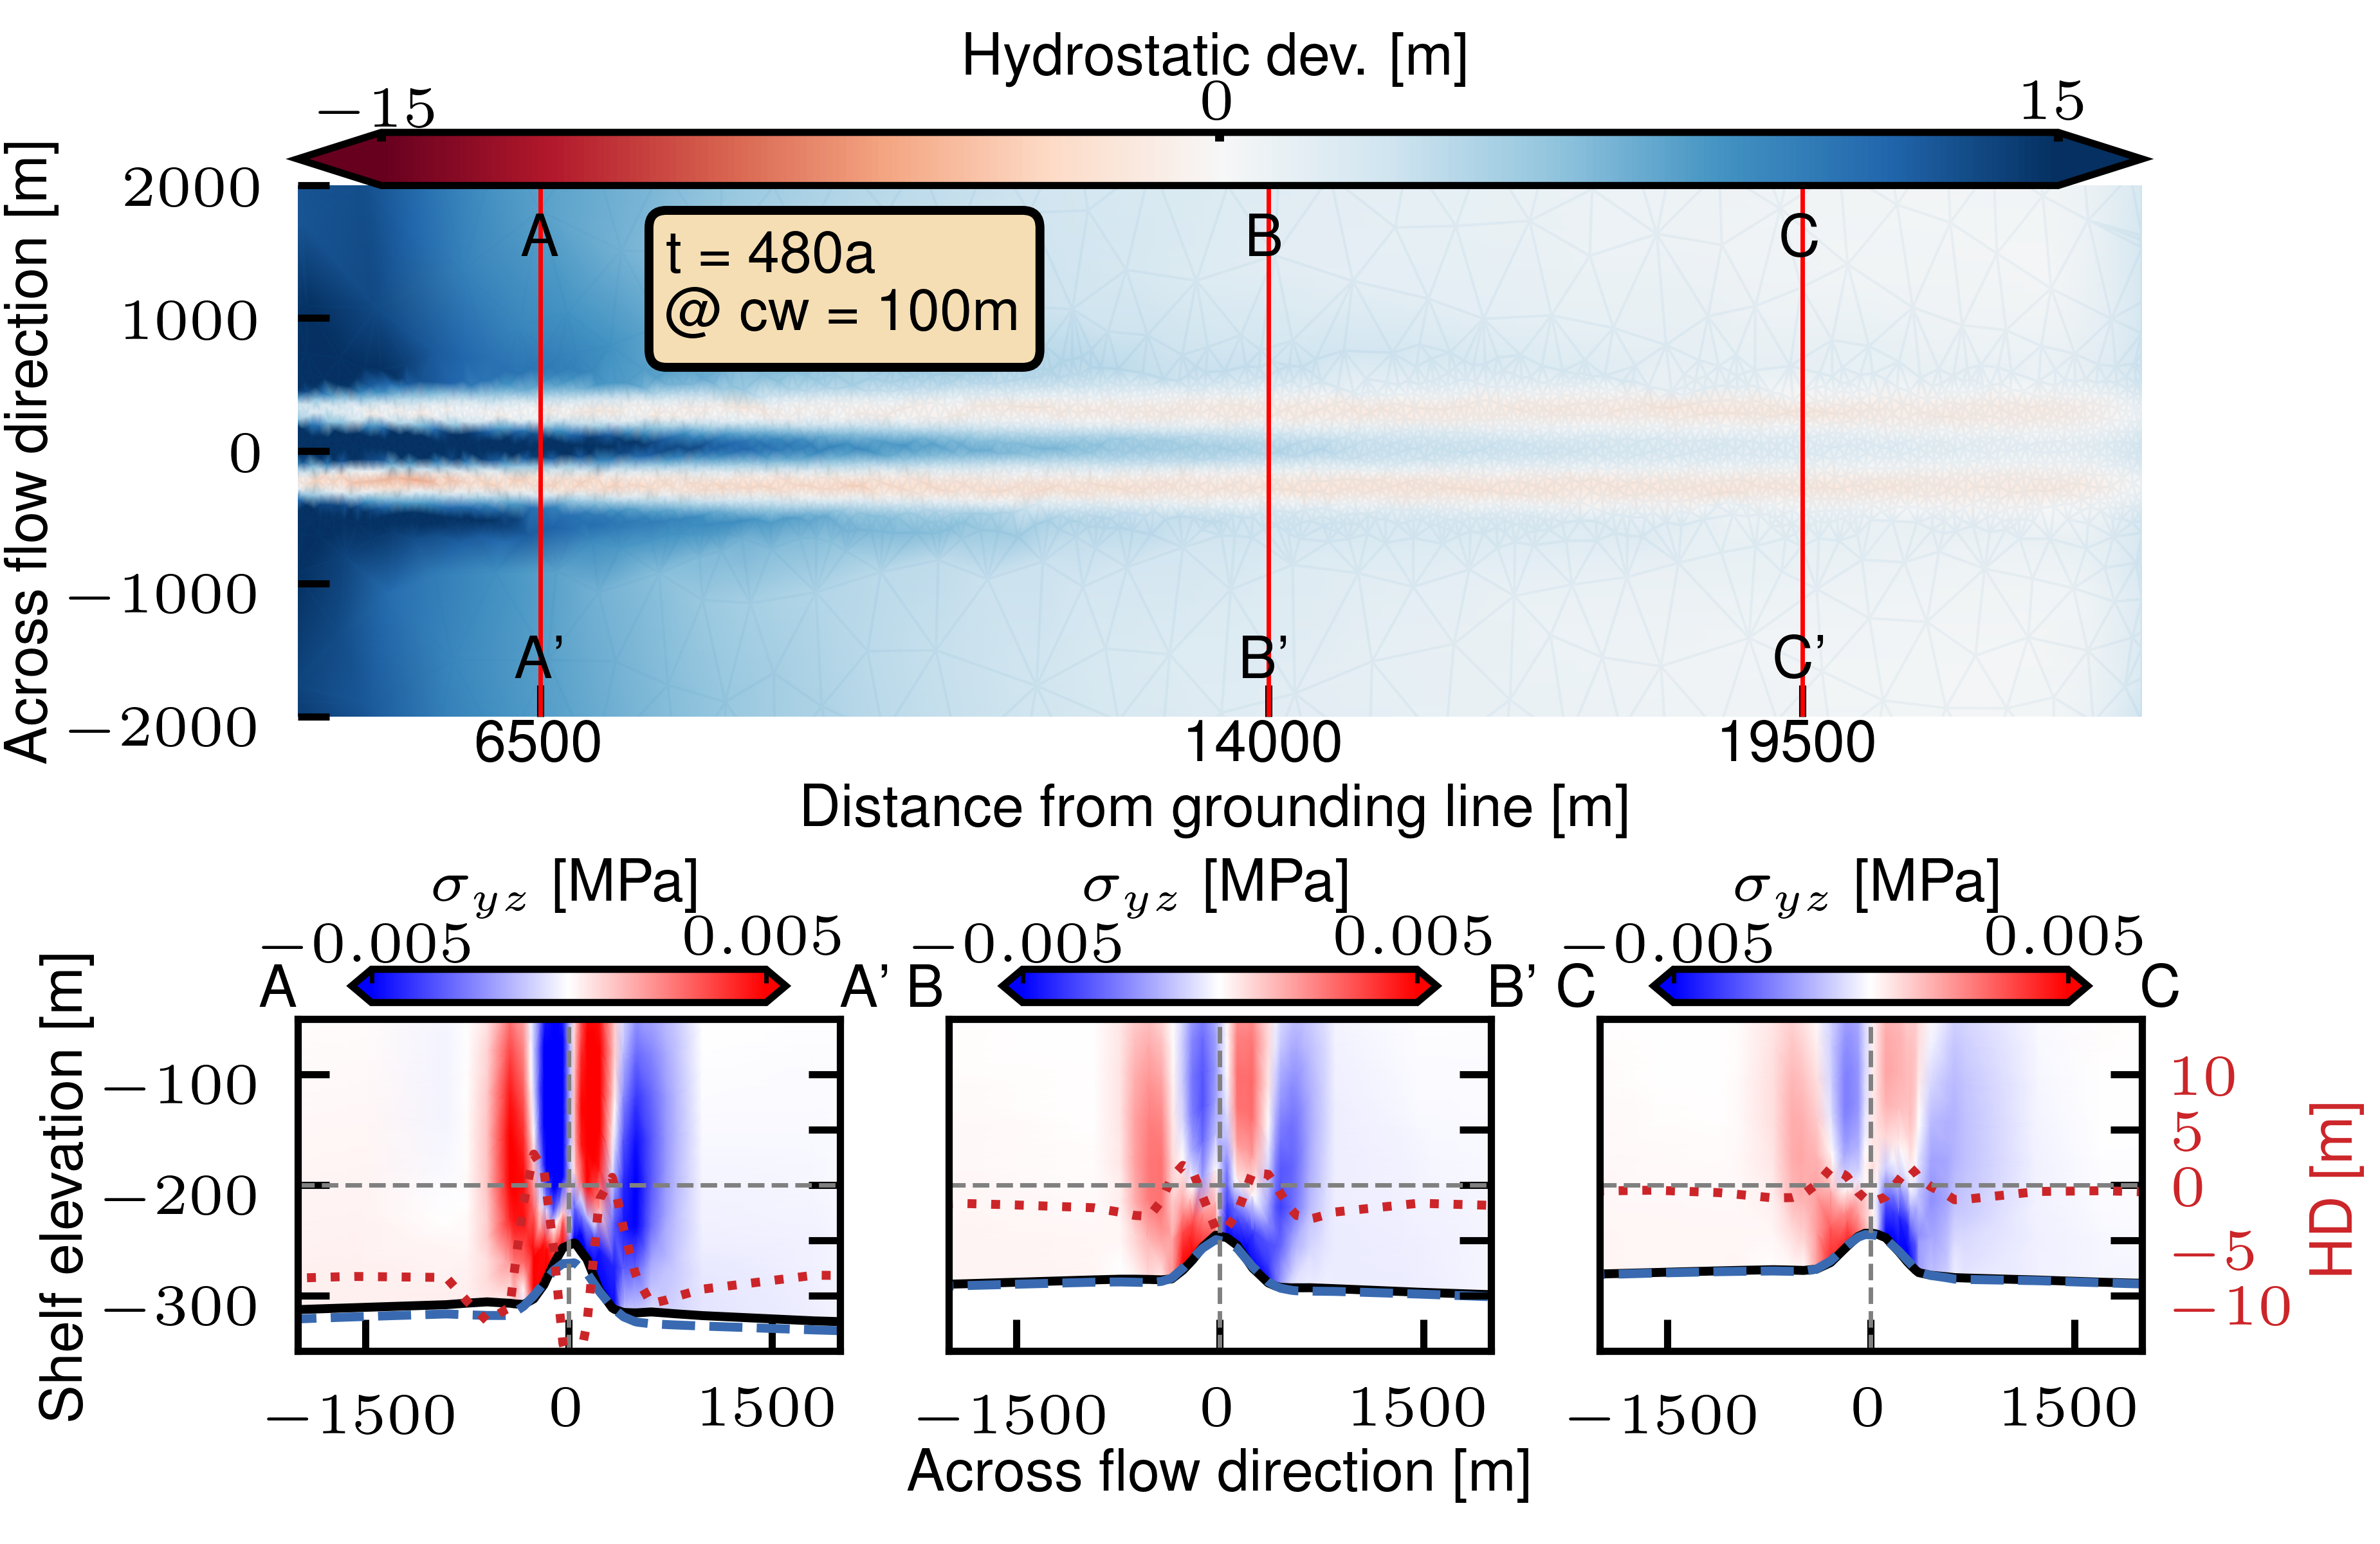 Hydrostatic dev. [m]
−15 0 15
Across flow direction [m]
2000
1000
0
−1000
−2000
A B C
t = 480a
@ cw = 100m
A' B' C'
6500 14000 19500
Distance from grounding line [m]
σyz [MPa] σyz [MPa] σyz [MPa]
−0.005 0.005 −0.005 0.005 −0.005 0.005
A A' B B' C C
Shelf elevation [m]
−100
−200
−300
10
5
0
−5
−10
HD [m]
−1500 0 1500 −1500 0 1500 −1500 0 1500
Across flow direction [m]